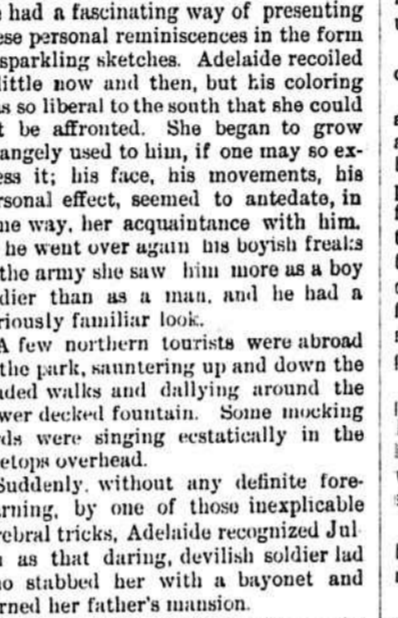 e had a fascinating way of presenting
ese personal reminiscences in the form
sparkling sketches. Adelaide recoiled
little now and then, but his coloring
as so liberal to the south that she could
t be affronted. She began to grow
angely used to him, if one may so ex-
ess it; his face, his movements, his
rsonal effect, seemed to antedate, in
me way, her acquaintance with him.
he went over again his boyish freaks
the army she saw him more as a boy
dier than as a man, and he had a
riously familiar look.
A few northern tourists were abroad
the park, sauntering up and down the
aded walks and dallying around the
wer decked fountain. Some mocking
rds were singing ecstatically in the
etops overhead.
Suddenly, without any definite fore-
arning, by one of those inexplicable
rebral tricks, Adelaide recognized Jul-
n as that daring, devilish soldier lad
ho stabbed her with a bayonet and
rned her father's mansion.